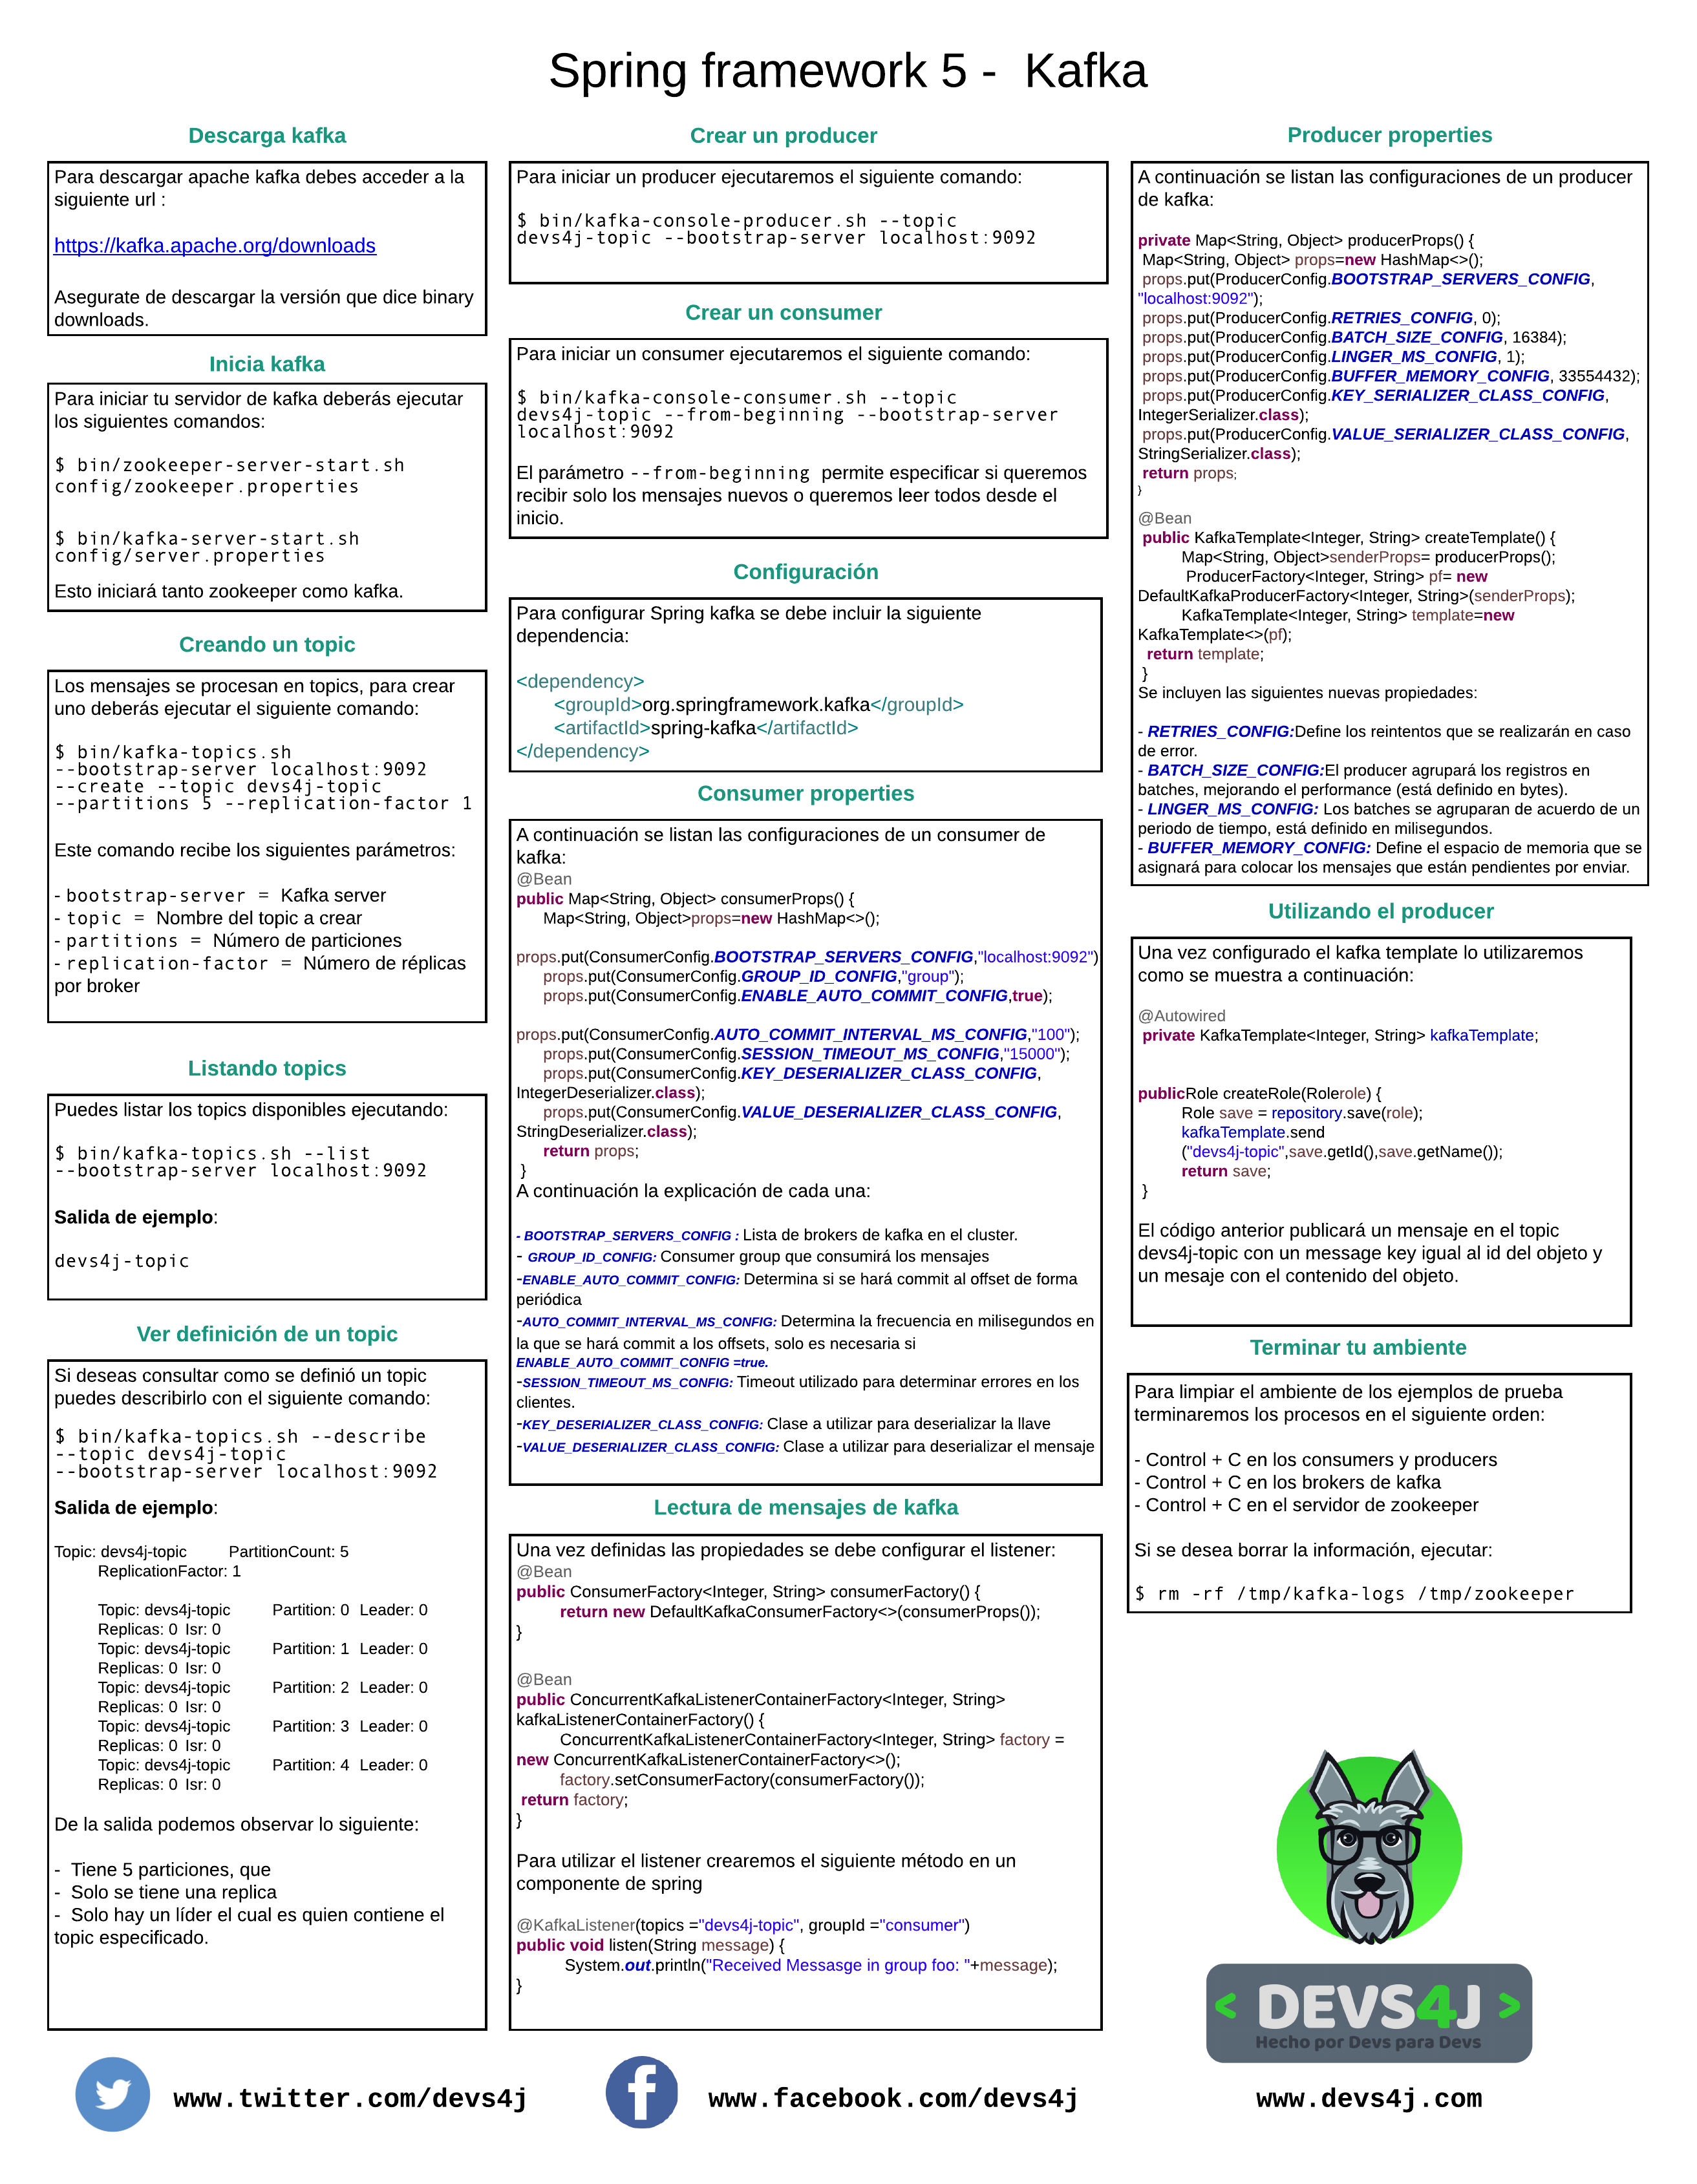 Spring framework 5 -  Kafka
Descarga kafka
Para descargar apache kafka debes acceder a la
siguiente url :
https://kafka.apache.org/downloads
Asegurate de descargar la versión que dice binary
downloads.
Inicia kafka
Para iniciar tu servidor de kafka deberás ejecutar
los siguientes comandos:
$ bin/zookeeper-server-start.sh
config/zookeeper.properties
$ bin/kafka-server-start.sh
config/server.properties
Esto iniciará tanto zookeeper como kafka.
Creando un topic
Los mensajes se procesan en topics, para crear
uno deberás ejecutar el siguiente comando:
$ bin/kafka-topics.sh
--bootstrap-server localhost:9092
--create --topic devs4j-topic
--partitions 5 --replication-factor 1
Este comando recibe los siguientes parámetros:
- bootstrap-server = Kafka server
- topic = Nombre del topic a crear
- partitions = Número de particiones
- replication-factor = Número de réplicas
por broker
Listando topics
Puedes listar los topics disponibles ejecutando:
$ bin/kafka-topics.sh --list
--bootstrap-server localhost:9092
Salida de ejemplo:
devs4j-topic
Ver definición de un topic
Si deseas consultar como se definió un topic
puedes describirlo con el siguiente comando:
$ bin/kafka-topics.sh --describe
--topic devs4j-topic
--bootstrap-server localhost:9092
Salida de ejemplo:
Topic: devs4j-topic PartitionCount: 5
ReplicationFactor: 1
Topic: devs4j-topic Partition: 0 Leader: 0
Replicas: 0 Isr: 0
Topic: devs4j-topic Partition: 1 Leader: 0
Replicas: 0 Isr: 0
Topic: devs4j-topic Partition: 2 Leader: 0
Replicas: 0 Isr: 0
Topic: devs4j-topic Partition: 3 Leader: 0
Replicas: 0 Isr: 0
Topic: devs4j-topic Partition: 4 Leader: 0
Replicas: 0 Isr: 0
De la salida podemos observar lo siguiente:
- Tiene 5 particiones, que
- Solo se tiene una replica
- Solo hay un líder el cual es quien contiene el
topic especificado.
Crear un producer
Para iniciar un producer ejecutaremos el siguiente comando:
$ bin/kafka-console-producer.sh --topic
devs4j-topic --bootstrap-server localhost:9092
Crear un consumer
Para iniciar un consumer ejecutaremos el siguiente comando:
$ bin/kafka-console-consumer.sh --topic
devs4j-topic --from-beginning --bootstrap-server
localhost:9092
El parámetro --from-beginning permite especificar si queremos
recibir solo los mensajes nuevos o queremos leer todos desde el
inicio.
Configuración
Para configurar Spring kafka se debe incluir la siguiente
dependencia:
<dependency>
<groupId>org.springframework.kafka</groupId>
<artifactId>spring-kafka</artifactId>
</dependency>
Consumer properties
A continuación se listan las configuraciones de un consumer de
kafka:
@Bean
public Map<String, Object> consumerProps() {
Map<String, Object>props=new HashMap<>();
props.put(ConsumerConfig.BOOTSTRAP_SERVERS_CONFIG,"localhost:9092")
props.put(ConsumerConfig.GROUP_ID_CONFIG,"group");
props.put(ConsumerConfig.ENABLE_AUTO_COMMIT_CONFIG,true);
props.put(ConsumerConfig.AUTO_COMMIT_INTERVAL_MS_CONFIG,"100");
props.put(ConsumerConfig.SESSION_TIMEOUT_MS_CONFIG,"15000");
props.put(ConsumerConfig.KEY_DESERIALIZER_CLASS_CONFIG,
IntegerDeserializer.class);
props.put(ConsumerConfig.VALUE_DESERIALIZER_CLASS_CONFIG,
StringDeserializer.class);
return props;
}
A continuación la explicación de cada una:
- BOOTSTRAP_SERVERS_CONFIG : Lista de brokers de kafka en el cluster.
- GROUP_ID_CONFIG: Consumer group que consumirá los mensajes
-ENABLE_AUTO_COMMIT_CONFIG: Determina si se hará commit al offset de forma
periódica
-AUTO_COMMIT_INTERVAL_MS_CONFIG: Determina la frecuencia en milisegundos en
la que se hará commit a los offsets, solo es necesaria si
ENABLE_AUTO_COMMIT_CONFIG =true.
-SESSION_TIMEOUT_MS_CONFIG: Timeout utilizado para determinar errores en los
clientes.
-KEY_DESERIALIZER_CLASS_CONFIG: Clase a utilizar para deserializar la llave
-VALUE_DESERIALIZER_CLASS_CONFIG: Clase a utilizar para deserializar el mensaje
Lectura de mensajes de kafka
Una vez definidas las propiedades se debe configurar el listener:
@Bean
public ConsumerFactory<Integer, String> consumerFactory() {
return new DefaultKafkaConsumerFactory<>(consumerProps());
}
@Bean
public ConcurrentKafkaListenerContainerFactory<Integer, String>
kafkaListenerContainerFactory() {
ConcurrentKafkaListenerContainerFactory<Integer, String> factory =
new ConcurrentKafkaListenerContainerFactory<>();
factory.setConsumerFactory(consumerFactory());
return factory;
}
Para utilizar el listener crearemos el siguiente método en un
componente de spring
@KafkaListener(topics ="devs4j-topic", groupId ="consumer")
public void listen(String message) {
System.out.println("Received Messasge in group foo: "+message);
}
Producer properties
A continuación se listan las configuraciones de un producer
de kafka:
private Map<String, Object> producerProps() {
Map<String, Object> props=new HashMap<>();
props.put(ProducerConfig.BOOTSTRAP_SERVERS_CONFIG,
"localhost:9092");
props.put(ProducerConfig.RETRIES_CONFIG, 0);
props.put(ProducerConfig.BATCH_SIZE_CONFIG, 16384);
props.put(ProducerConfig.LINGER_MS_CONFIG, 1);
props.put(ProducerConfig.BUFFER_MEMORY_CONFIG, 33554432);
props.put(ProducerConfig.KEY_SERIALIZER_CLASS_CONFIG,
IntegerSerializer.class);
props.put(ProducerConfig.VALUE_SERIALIZER_CLASS_CONFIG,
StringSerializer.class);
return props;
}
@Bean
public KafkaTemplate<Integer, String> createTemplate() {
Map<String, Object>senderProps= producerProps();
ProducerFactory<Integer, String> pf= new
DefaultKafkaProducerFactory<Integer, String>(senderProps);
KafkaTemplate<Integer, String> template=new
KafkaTemplate<>(pf);
return template;
}
Se incluyen las siguientes nuevas propiedades:
- RETRIES_CONFIG:Define los reintentos que se realizarán en caso
de error.
- BATCH_SIZE_CONFIG:El producer agrupará los registros en
batches, mejorando el performance (está definido en bytes).
- LINGER_MS_CONFIG: Los batches se agruparan de acuerdo de un
periodo de tiempo, está definido en milisegundos.
- BUFFER_MEMORY_CONFIG: Define el espacio de memoria que se
asignará para colocar los mensajes que están pendientes por enviar.
Utilizando el producer
Una vez configurado el kafka template lo utilizaremos
como se muestra a continuación:
@Autowired
private KafkaTemplate<Integer, String> kafkaTemplate;
publicRole createRole(Rolerole) {
Role save = repository.save(role);
kafkaTemplate.send
("devs4j-topic",save.getId(),save.getName());
return save;
}
El código anterior publicará un mensaje en el topic
devs4j-topic con un message key igual al id del objeto y
un mesaje con el contenido del objeto.
Terminar tu ambiente
Para limpiar el ambiente de los ejemplos de prueba
terminaremos los procesos en el siguiente orden:
- Control + C en los consumers y producers
- Control + C en los brokers de kafka
- Control + C en el servidor de zookeeper
Si se desea borrar la información, ejecutar:
$ rm -rf /tmp/kafka-logs /tmp/zookeeper
< DEVS4J >
Hecho por Devs para Devs
www.twitter.com/devs4j
www.facebook.com/devs4j
www.devs4j.com